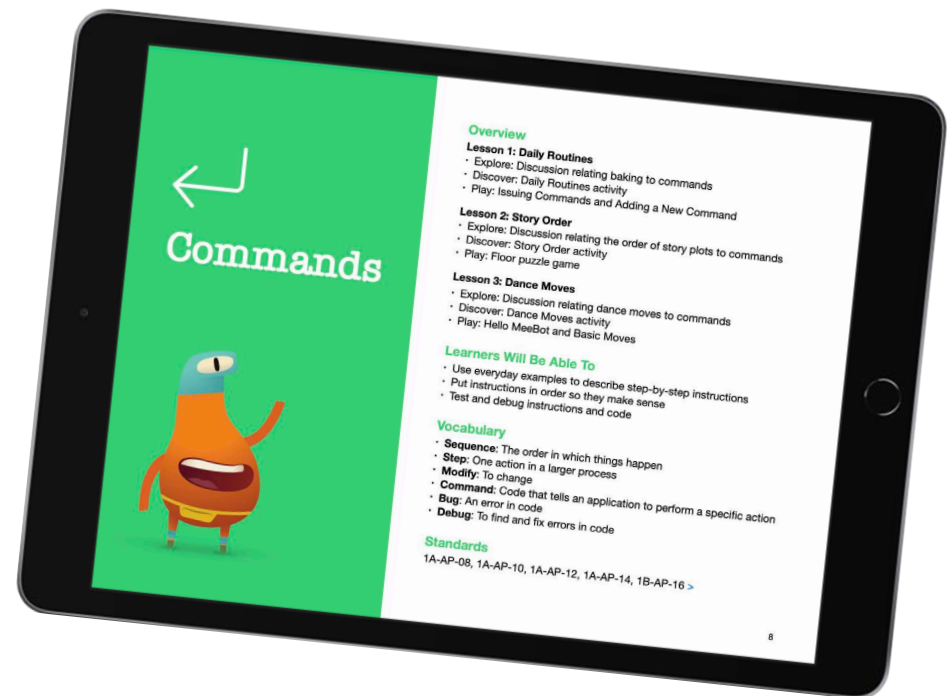 Commands
Overview
Lesson 1: Daily Routines
· Explore: Discussion relating baking to commands
· Discover: Daily Routines activity
· Play: Issuing Commands and Adding a New Command
Lesson 2: Story Order
· Explore: Discussion relating the order of story plots to commands
· Discover: Story Order activity
· Play: Floor puzzle game
Lesson 3: Dance Moves
· Explore: Discussion relating dance moves to commands
· Discover: Dance Moves activity
· Play: Hello MeeBot and Basic Moves
Learners Will Be Able To
· Use everyday examples to describe step-by-step instructions
· Put instructions in order so they make sense
· Test and debug instructions and code
Vocabulary
· Sequence: The order in which things happen
· Step: One action in a larger process
· Modify: To change
· Command: Code that tells an application to perform a specific action
· Bug: An error in code
· Debug: To find and fix errors in code
Standards
1A-AP-08, 1A-AP-10, 1A-AP-12, 1A-AP-14, 1B-AP-16 >
8